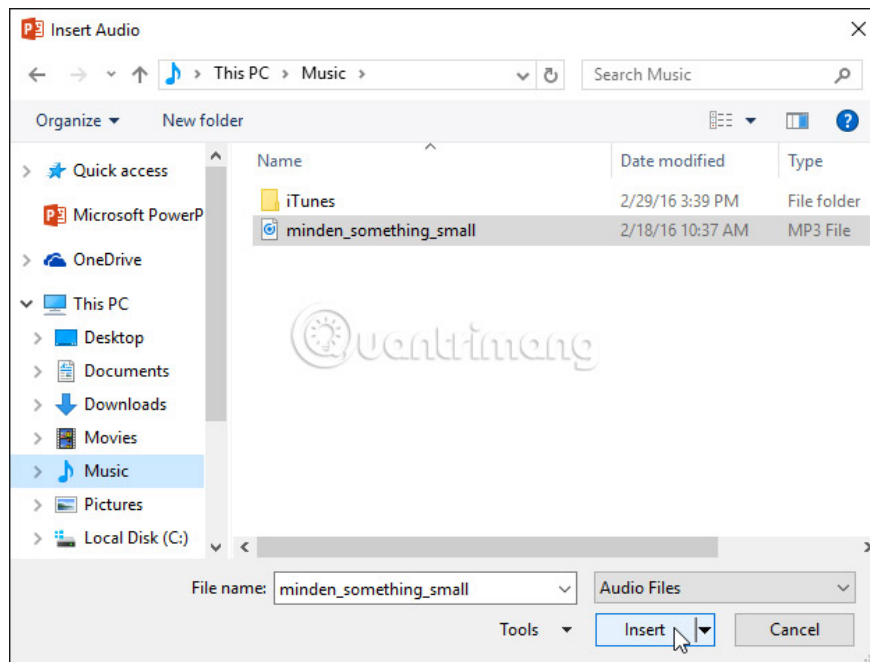 Insert Audio
This PC > Music >
Search Music
Organize
New folder
Name
Date modified
Type
Quick access
Microsoft PowerP
OneDrive
This PC
Desktop
Documents
Downloads
Movies
Music
Pictures
Local Disk (C:)
iTunes 2/29/16 3:39 PM File folder
minden_something_small 2/18/16 10:37 AM MP3 File
Quantrimang
File name: minden_something_small
Audio Files
Tools
Insert
Cancel